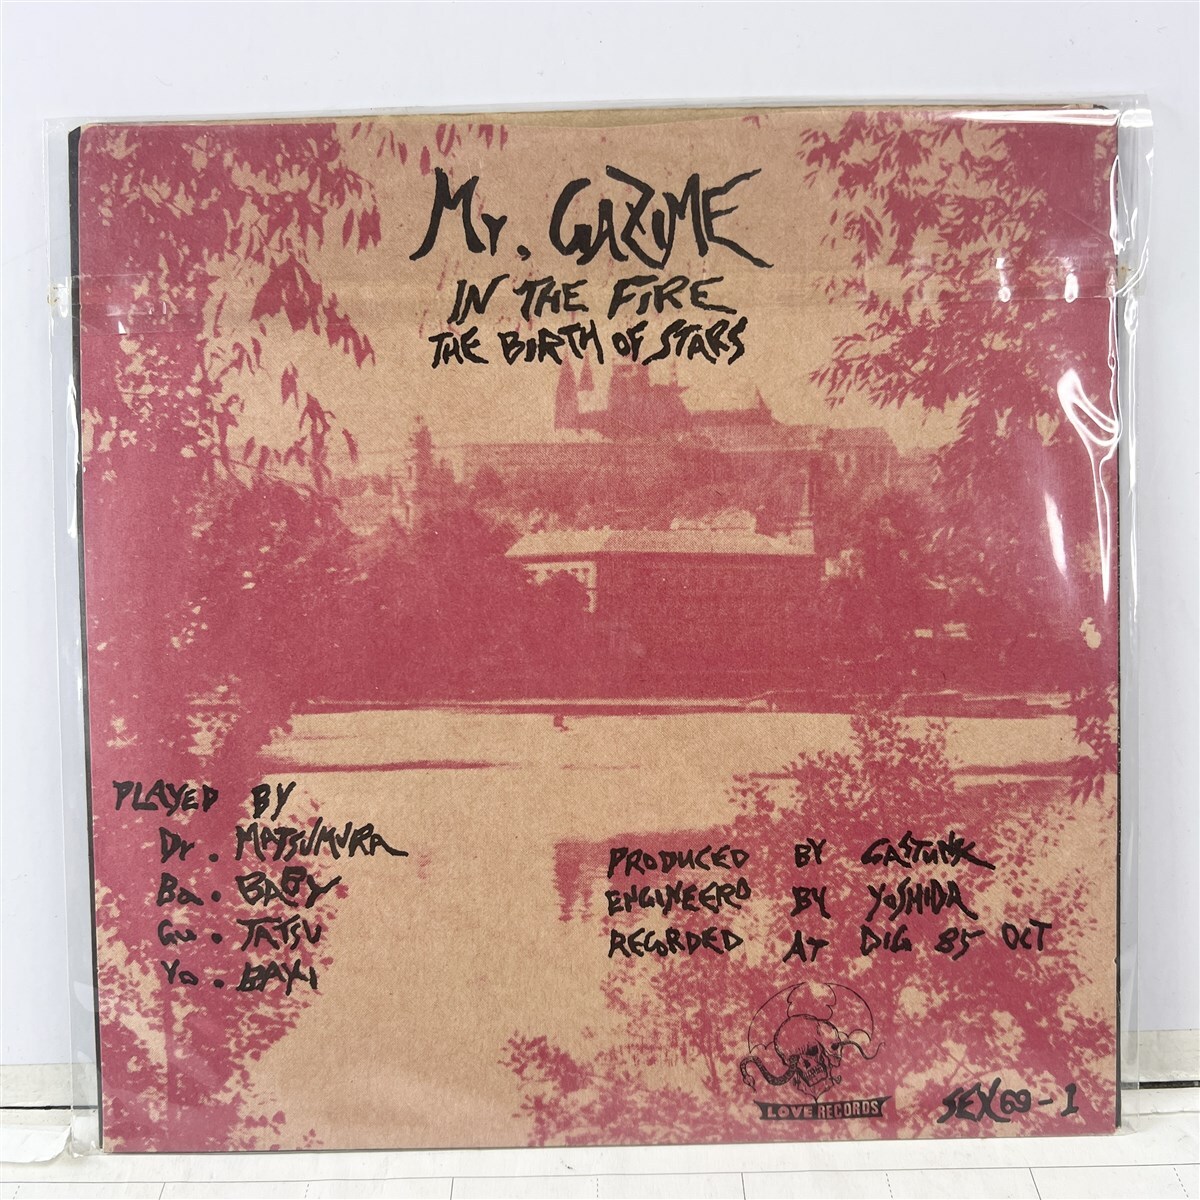 Mr. GAZIME
IN THE FIRE
THE BIRTH OF STARS
PLAYED BY
Dr. MATSUMURA
Ba. BABY
Gu. TATSU
Vo. BAKI
PRODUCED BY GASTUNK
ENGINEERD BY YOSHIDA
RECORDED AT DIG 85 OCT
LOVE RECORDS
SEX69-1